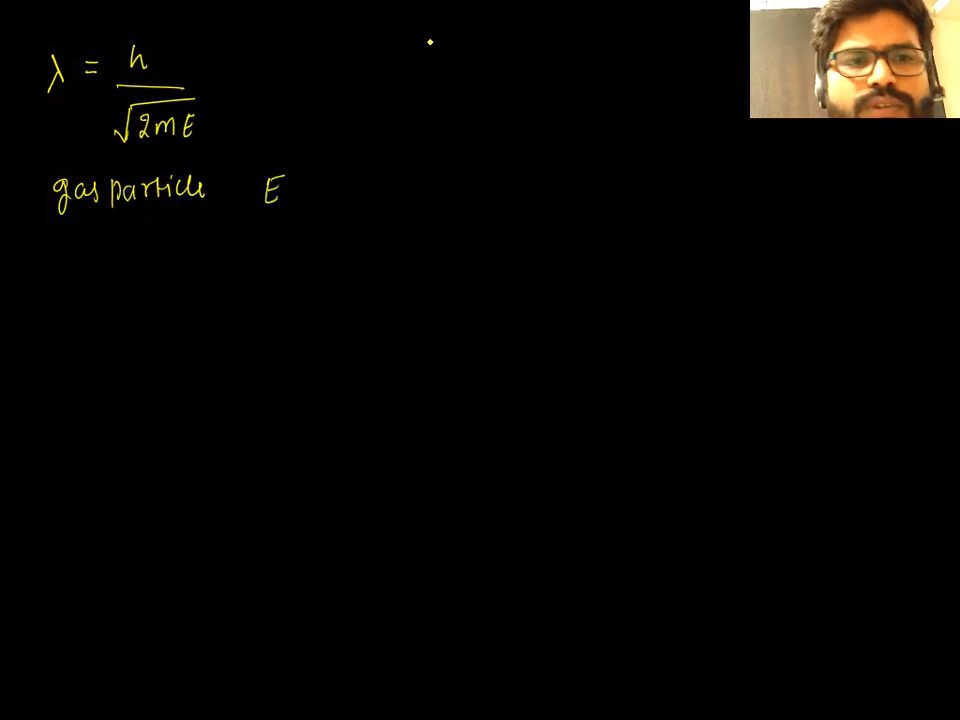 λ = h / √2mE
gas particle E